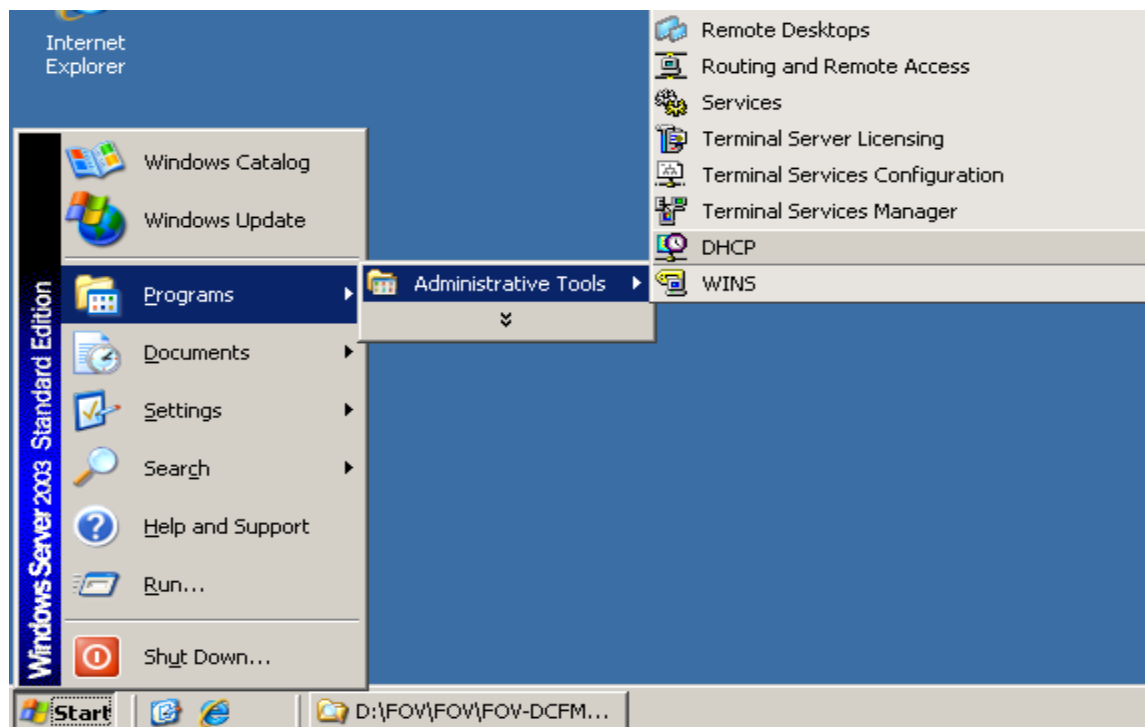 Internet
Explorer
Remote Desktops
Routing and Remote Access
Services
Terminal Server Licensing
Terminal Services Configuration
Terminal Services Manager
DHCP
WINS
Administrative Tools
Windows Catalog
Windows Update
Programs
Documents
Settings
Search
Help and Support
Run...
Shut Down...
Windows Server 2003 Standard Edition
Start
D:\FOV\FOV\FOV-DCFM...